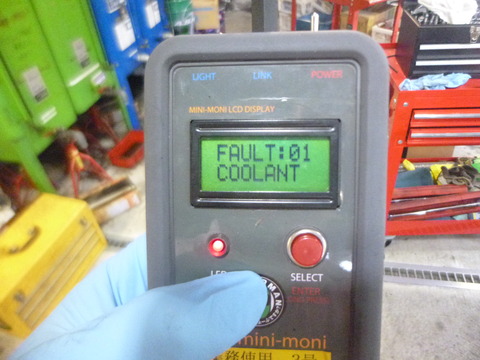 LIGHT LINK POWER
MINI-MONI LCD DISPLAY
FAULT:01
COOLANT
SELECT
ENTER
mini-moni